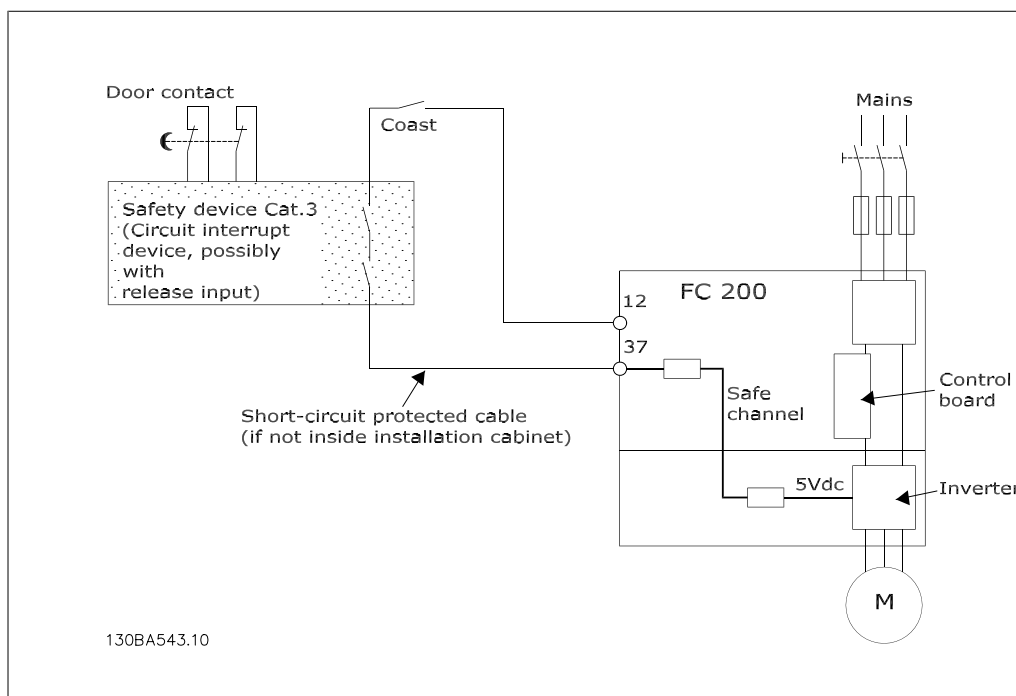 Door contact
Coast
Mains
Safety device Cat.3
(Circuit interrupt
device, possibly
with
release input)
FC 200
12
37
Safe
channel
Control
board
Short-circuit protected cable
(if not inside installation cabinet)
5Vdc
Inverter
M
130BA543.10